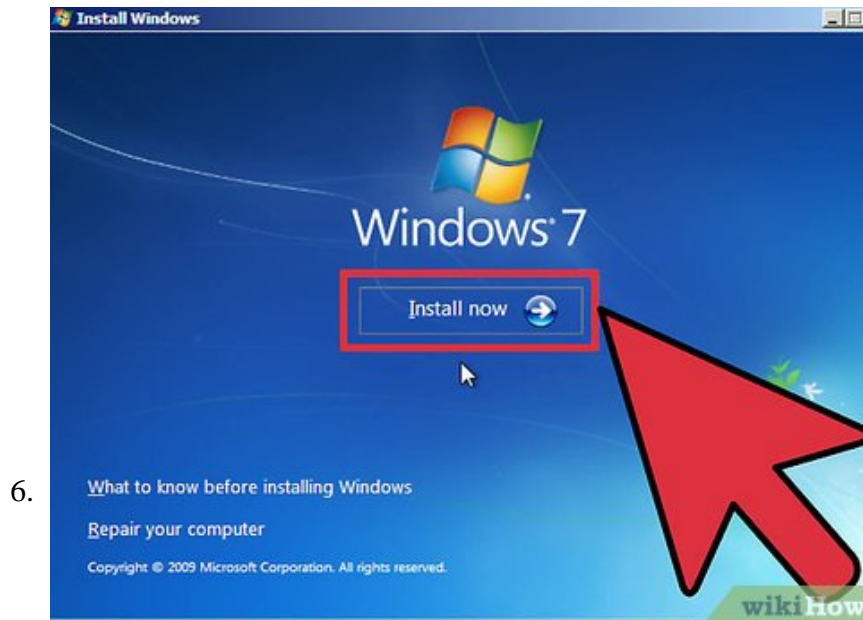 Install Windows
Windows® 7
Install now
6.
What to know before installing Windows
Repair your computer
Copyright © 2009 Microsoft Corporation. All rights reserved.
wikiHow